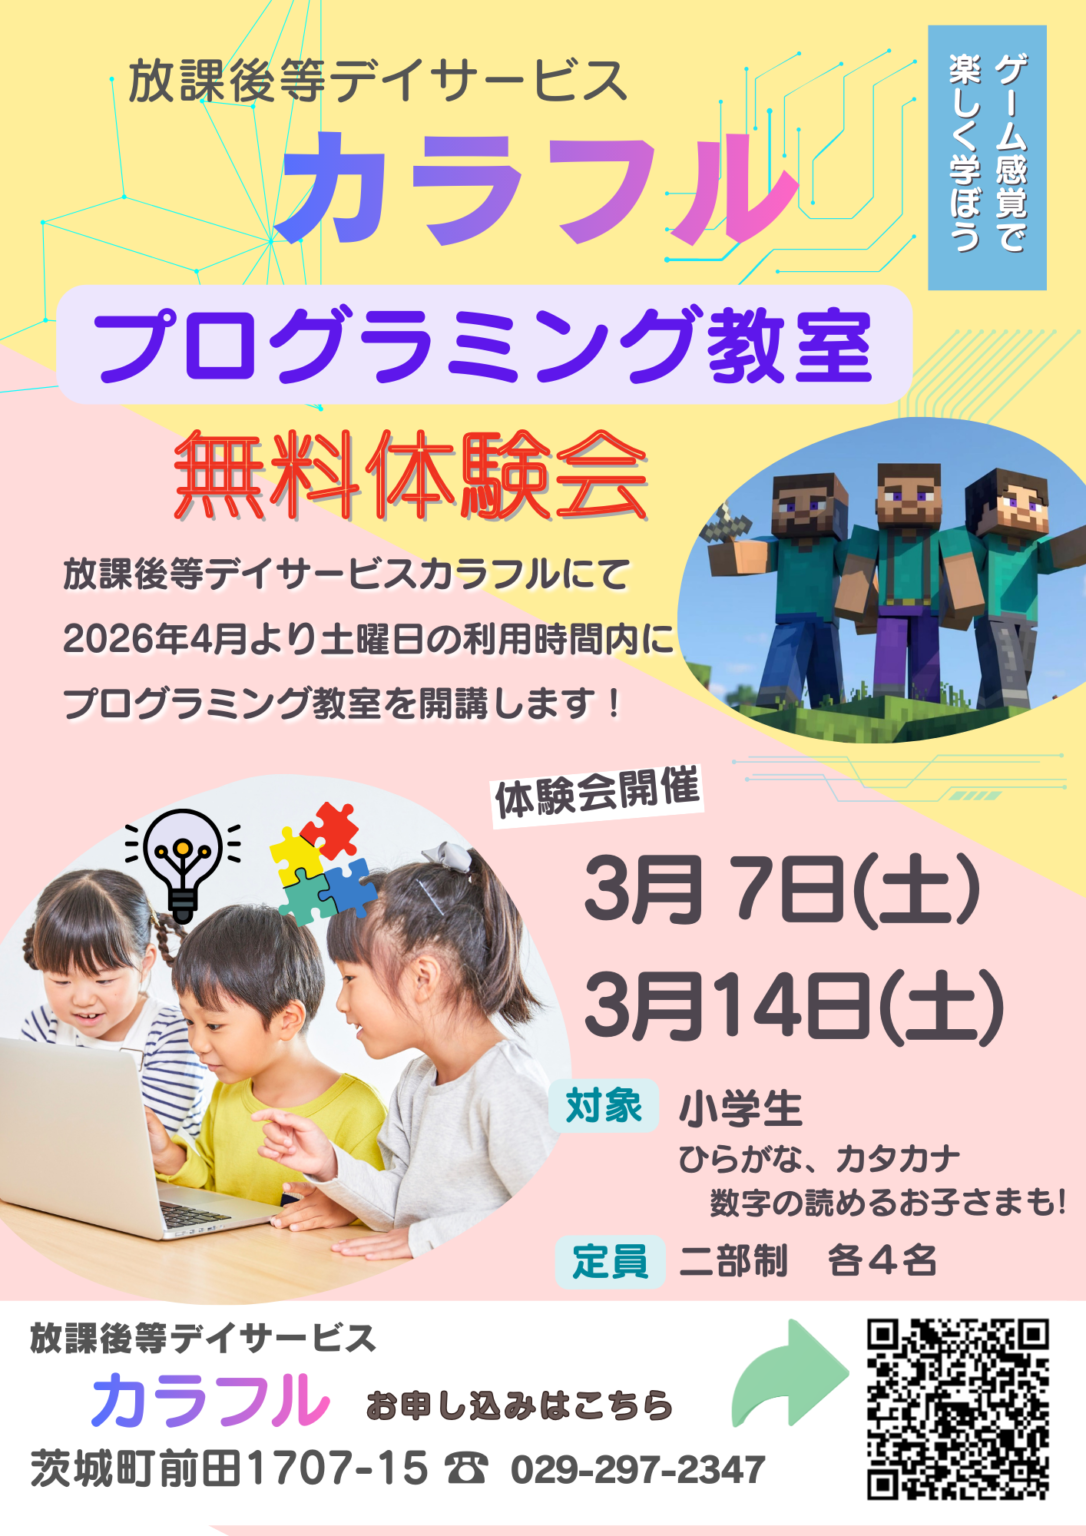 放課後等デイサービス
カラフル
ゲーム感覚で
楽しく学ぼう
プログラミング教室
無料体験会
放課後等デイサービスカラフルにて
2026年4月より土曜日の利用時間内に
プログラミング教室を開講します！
体験会開催
3月 7日(土)
3月14日(土)
対象 小学生
ひらがな、カタカナ
数字の読めるお子さまも!
定員 二部制　各４名
放課後等デイサービス
カラフル お申し込みはこちら
茨城町前田1707-15 ☎ 029-297-2347